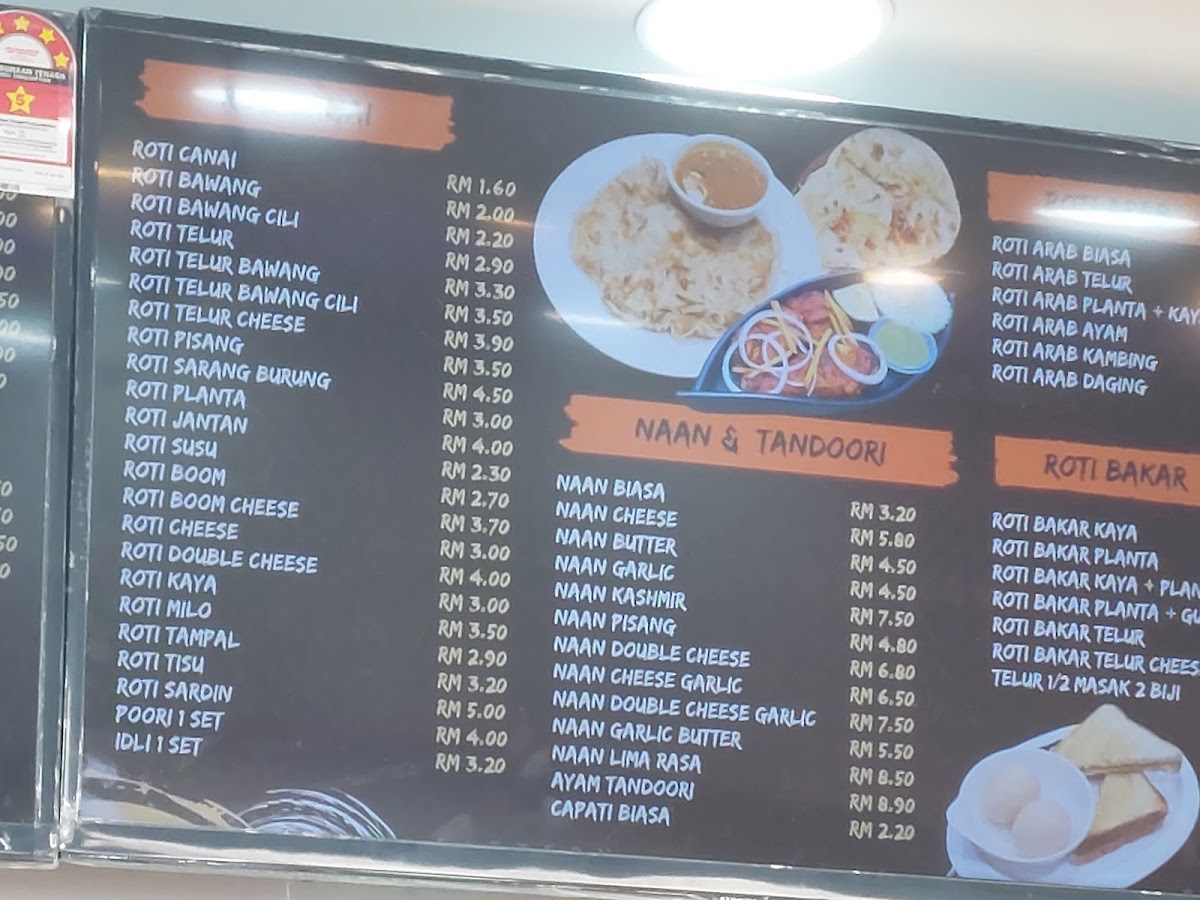 ROTI CANAI RM 1.60
ROTI BAWANG RM 2.00
ROTI BAWANG CILI RM 2.20
ROTI TELUR RM 2.90
ROTI TELUR BAWANG RM 3.30
ROTI TELUR BAWANG CILI RM 3.50
ROTI TELUR CHEESE RM 3.90
ROTI PISANG RM 3.50
ROTI SARANG BURUNG RM 4.50
ROTI PLANTA RM 3.00
ROTI JANTAN RM 4.00
ROTI SUSU RM 2.30
ROTI BOOM RM 2.70
ROTI BOOM CHEESE RM 3.70
ROTI CHEESE RM 3.00
ROTI DOUBLE CHEESE RM 4.00
ROTI KAYA RM 3.00
ROTI MILO RM 3.50
ROTI TAMPAL RM 2.90
ROTI TISU RM 3.20
ROTI SARDIN RM 5.00
POORI 1 SET RM 4.00
IDLI 1 SET RM 3.20
NAAN & TANDOORI
NAAN BIASA RM 3.20
NAAN CHEESE RM 5.80
NAAN BUTTER RM 4.50
NAAN GARLIC RM 4.50
NAAN KASHMIR RM 7.50
NAAN PISANG RM 4.80
NAAN DOUBLE CHEESE RM 6.80
NAAN CHEESE GARLIC RM 6.50
NAAN DOUBLE CHEESE GARLIC RM 7.50
NAAN GARLIC BUTTER RM 5.50
NAAN LIMA RASA RM 8.50
AYAM TANDOORI RM 8.90
CAPATI BIASA RM 2.20
ROTI ARAB BIASA
ROTI ARAB TELUR
ROTI ARAB PLANTA + KAY
ROTI ARAB AYAM
ROTI ARAB KAMBING
ROTI ARAB DAGING
ROTI BAKAR
ROTI BAKAR KAYA
ROTI BAKAR PLANTA
ROTI BAKAR KAYA + PLAN
ROTI BAKAR PLANTA + GU
ROTI BAKAR TELUR
ROTI BAKAR TELUR CHEES
TELUR 1/2 MASAK 2 BIJI